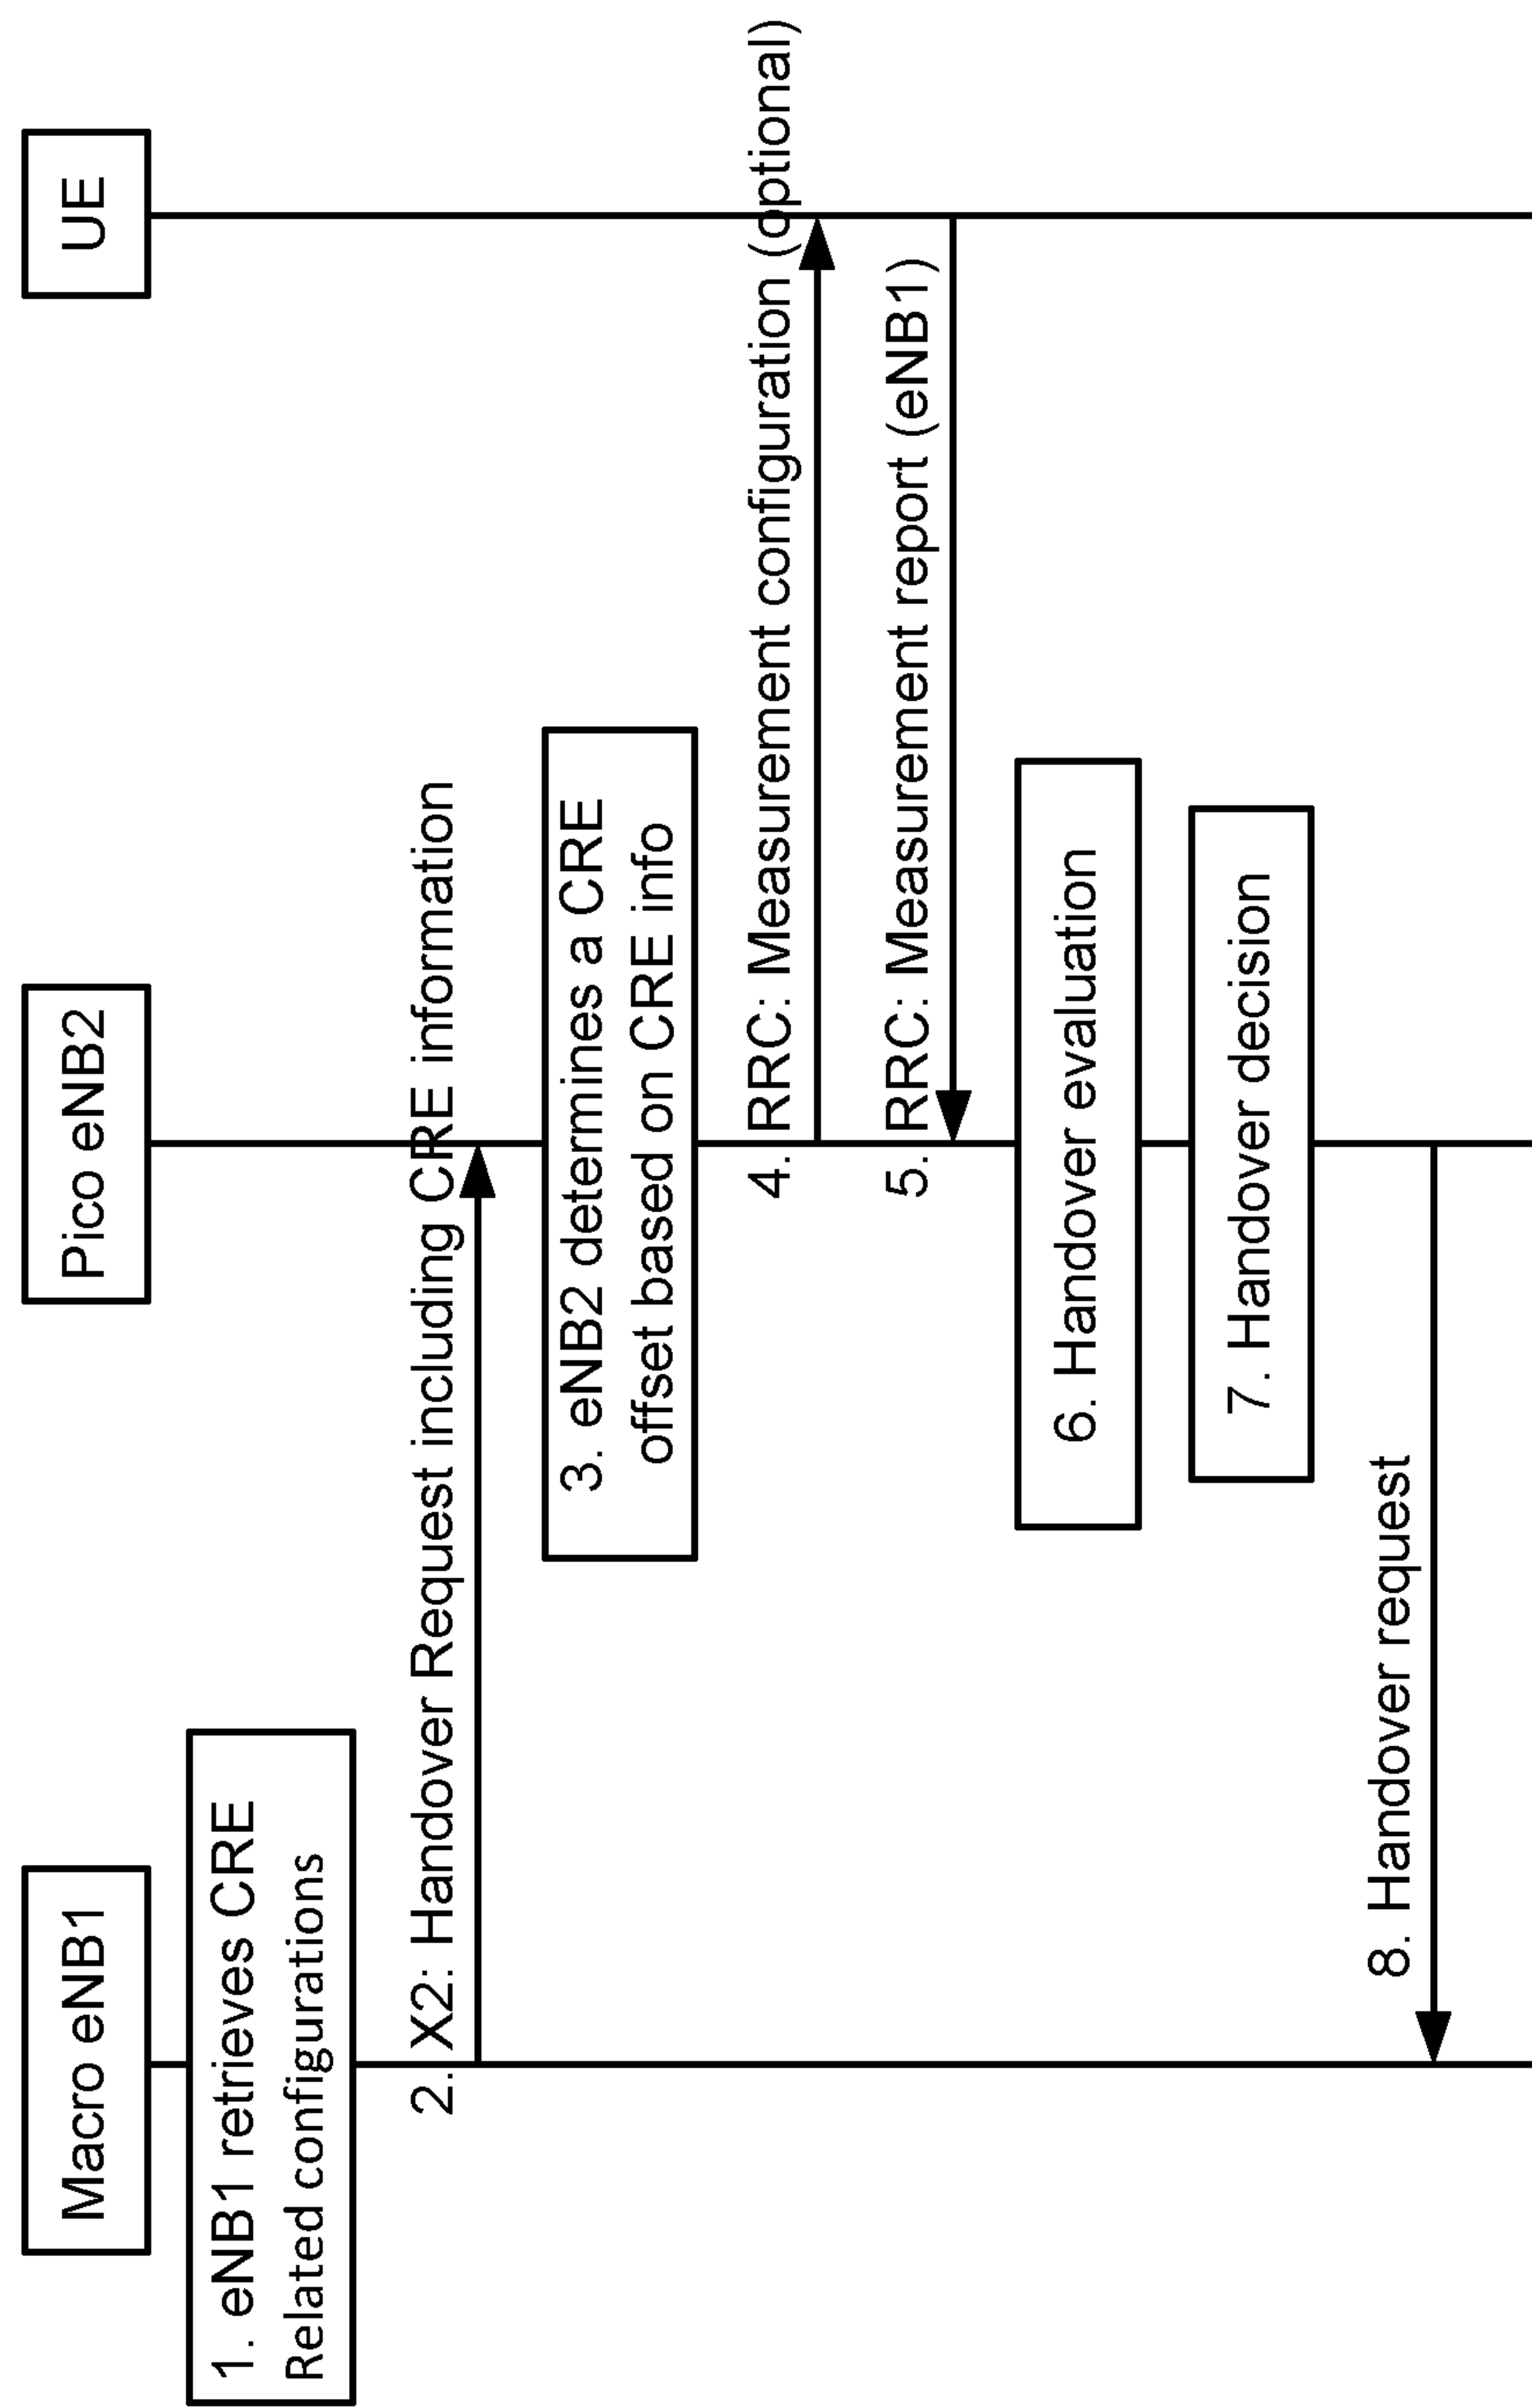 Macro eNB1
Pico eNB2
UE
1. eNB1 retrieves CRE
Related configurations
2. X2: Handover Request including CRE information
3. eNB2 determines a CRE
offset based on CRE info
4. RRC: Measurement configuration (optional)
5. RRC: Measurement report (eNB1)
6. Handover evaluation
7. Handover decision
8. Handover request